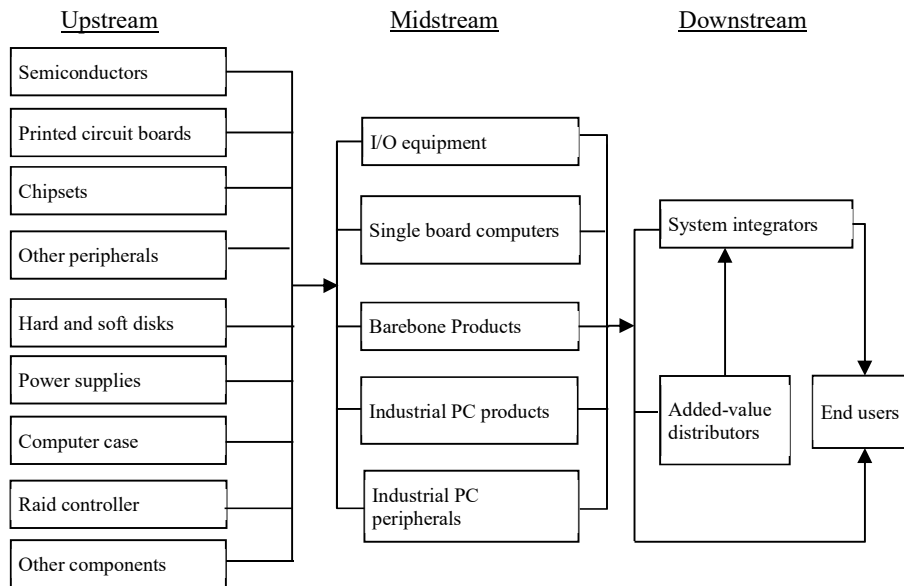 Upstream
Semiconductors
Printed circuit boards
Chipsets
Other peripherals
Hard and soft disks
Power supplies
Computer case
Raid controller
Other components
Midstream
I/O equipment
Single board computers
Barebone Products
Industrial PC products
Industrial PC
peripherals
Downstream
System integrators
Added-value
distributors
End users